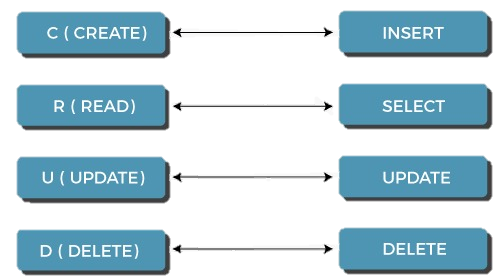 C ( CREATE) INSERT
R ( READ) SELECT
U ( UPDATE) UPDATE
D ( DELETE) DELETE